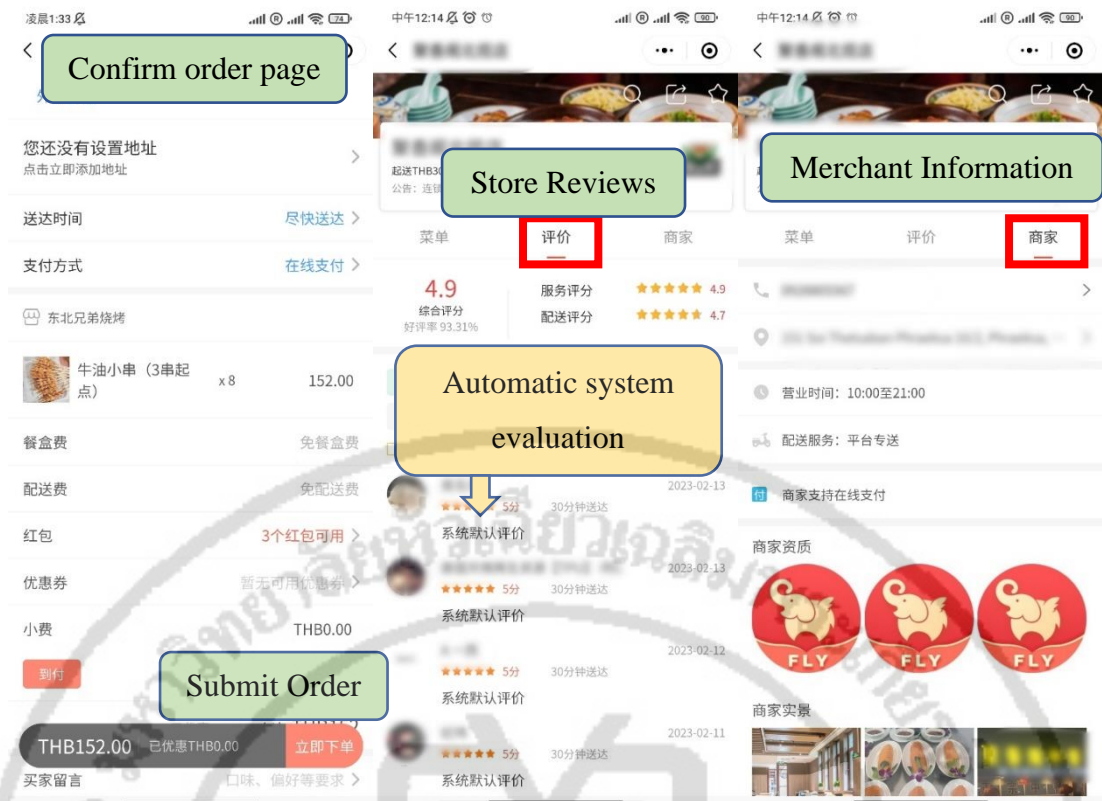 凌晨1:33
74
Confirm order page
您还没有设置地址
点击立即添加地址
送达时间 尽快送达
支付方式 在线支付
东北兄弟烧烤
牛油小串（3串起
点） x 8 152.00
餐盒费 免餐盒费
配送费 免配送费
红包 3个红包可用
优惠券 暂无可用优惠券
小费 THB0.00
到付
Submit Order
THB152.00 已优惠THB0.00 立即下单
买家留言 口味、偏好等要求
中午12:14
90
起送THB30
公告：连锁
Store Reviews
菜单 评价 商家
4.9
综合评分
好评率 93.31%
服务评分 4.9
配送评分 4.7
Automatic system
evaluation
2023-02-13
5分 30分钟送达
系统默认评价
2023-02-13
5分 30分钟送达
系统默认评价
2023-02-12
5分 30分钟送达
系统默认评价
2023-02-11
5分 30分钟送达
系统默认评价
中午12:14
90
Merchant Information
菜单 评价 商家
营业时间：10:00至21:00
配送服务：平台专送
付 商家支持在线支付
商家资质
FLY FLY FLY
商家实景